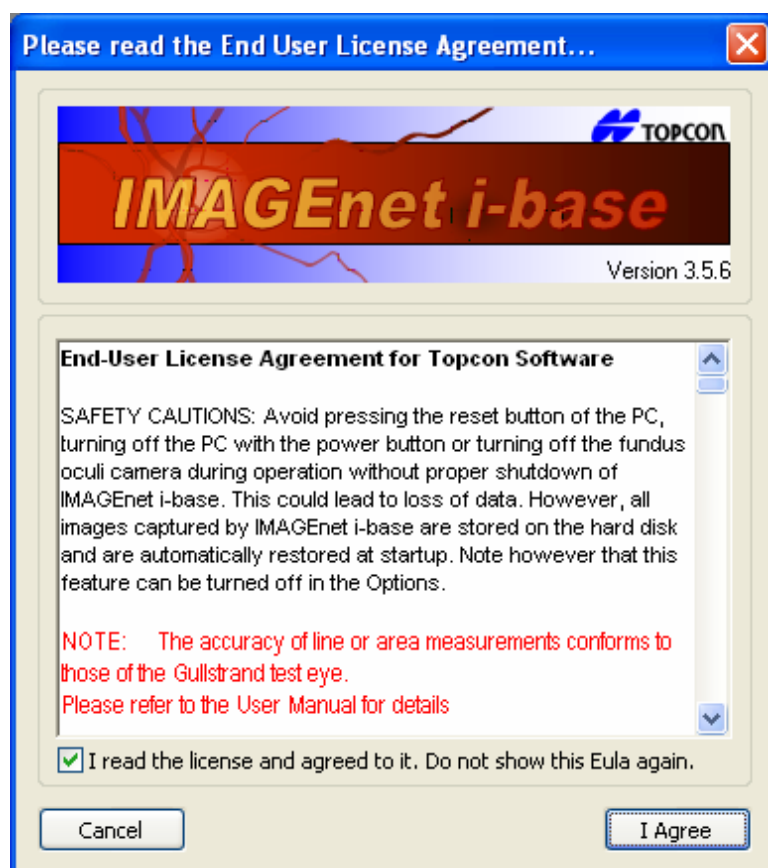 Please read the End User License Agreement...
TOPCON
IMAGEnet i-base
Version 3.5.6
End-User License Agreement for Topcon Software
SAFETY CAUTIONS: Avoid pressing the reset button of the PC,
turning off the PC with the power button or turning off the fundus
oculi camera during operation without proper shutdown of
IMAGEnet i-base. This could lead to loss of data. However, all
images captured by IMAGEnet i-base are stored on the hard disk
and are automatically restored at startup. Note however that this
feature can be turned off in the Options.
NOTE: The accuracy of line or area measurements conforms to
those of the Gullstrand test eye.
Please refer to the User Manual for details
I read the license and agreed to it. Do not show this Eula again.
Cancel
I Agree